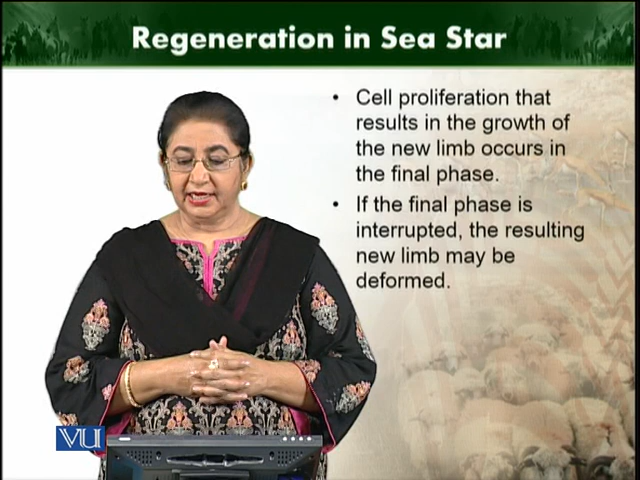 Regeneration in Sea Star
• Cell proliferation that
results in the growth of
the new limb occurs in
the final phase.
• If the final phase is
interrupted, the resulting
new limb may be
deformed.
VU